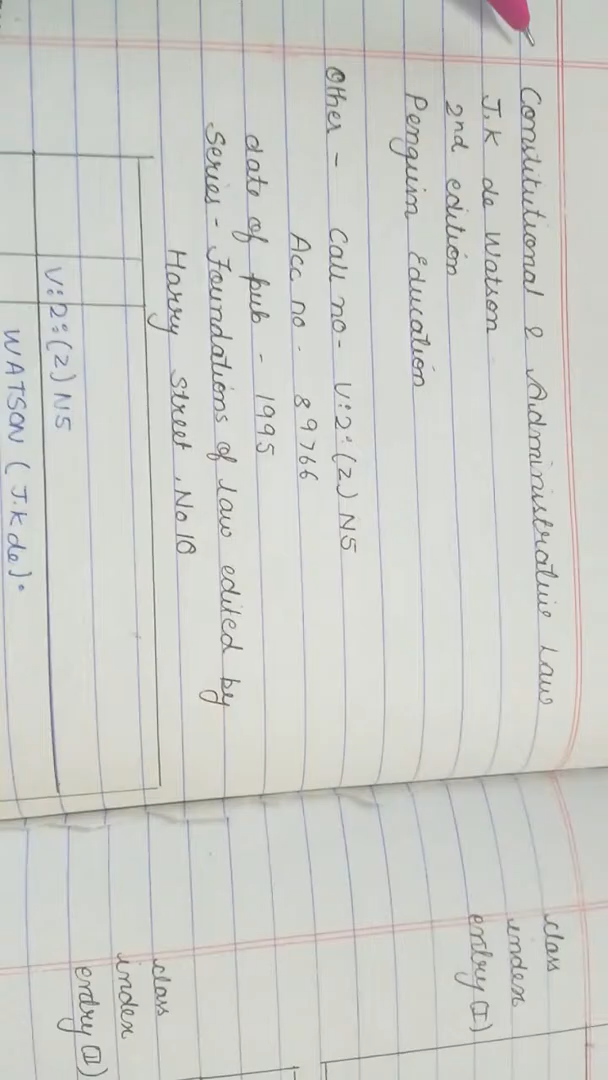 Constitutional & Administrative Law
J.K de Watson
2nd edition
Penguin Education
Other - Call no - V:2:(Z) N5
Acc no - 89766
date of pub - 1995
Series - Foundations of law edited by
Harry Street, No 10
V:2:(Z) N5
WATSON (J.K de).
class
index
entry (I)
class
index
entry (II)